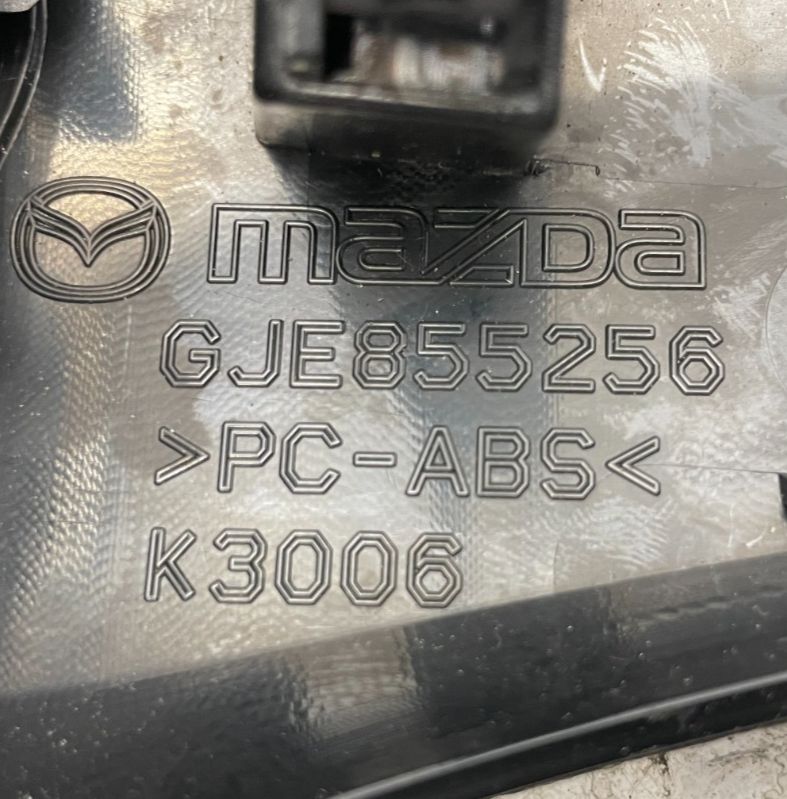 mazda
GJE855256
>PC-ABS<
K3006